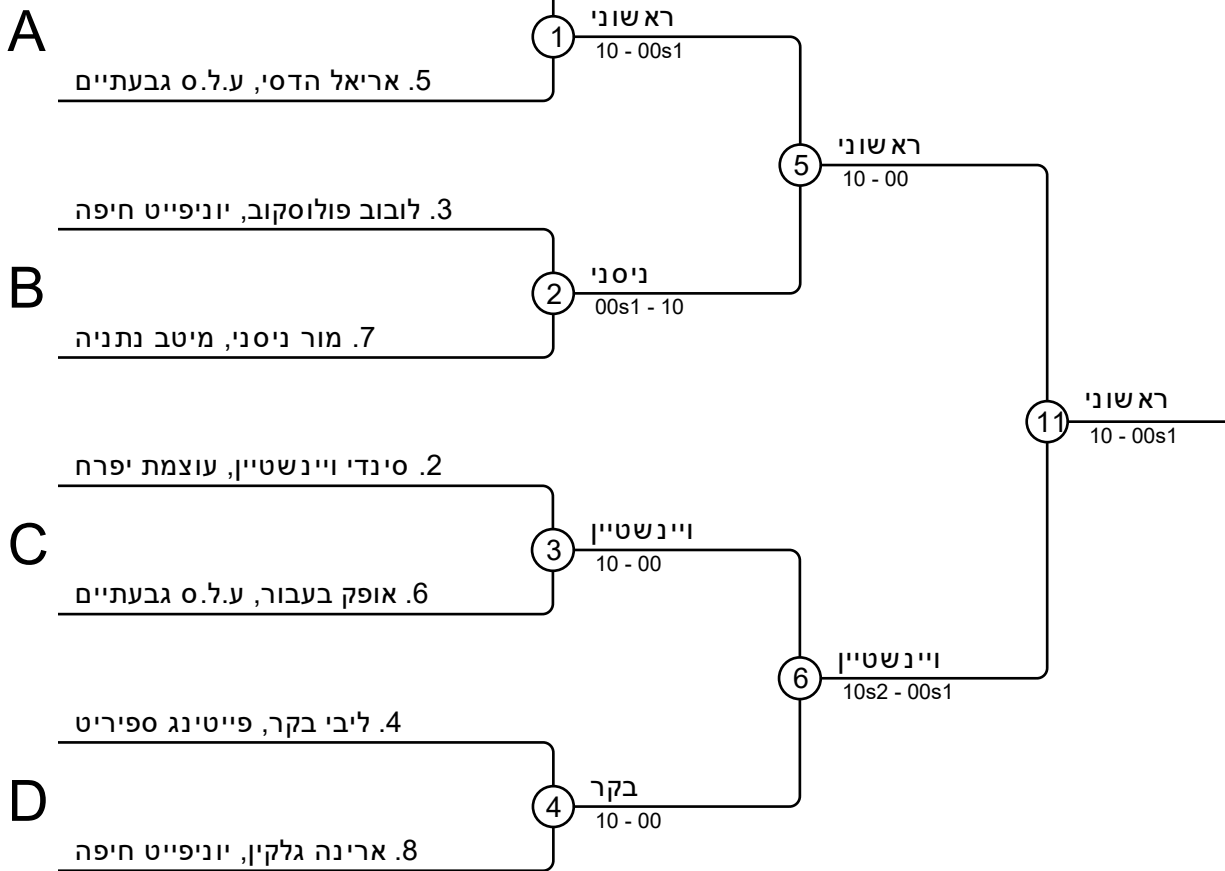 A
ראשוני
1
10 - 00s1
5. אריאל הדסי, ע.ל.ס גבעתיים
ראשוני
5
10 - 00
3. לובוב פולוסקוב, יוניפייט חיפה
B
ניסני
2
00s1 - 10
7. מור ניסני, מיטב נתניה
ראשוני
11
10 - 00s1
2. סינדי ויינשטיין, עוצמת יפרח
C
ויינשטיין
3
10 - 00
6. אופק בעבור, ע.ל.ס גבעתיים
ויינשטיין
6
10s2 - 00s1
4. ליבי בקר, פייטינג ספיריט
D
בקר
4
10 - 00
8. ארינה גלקין, יוניפייט חיפה